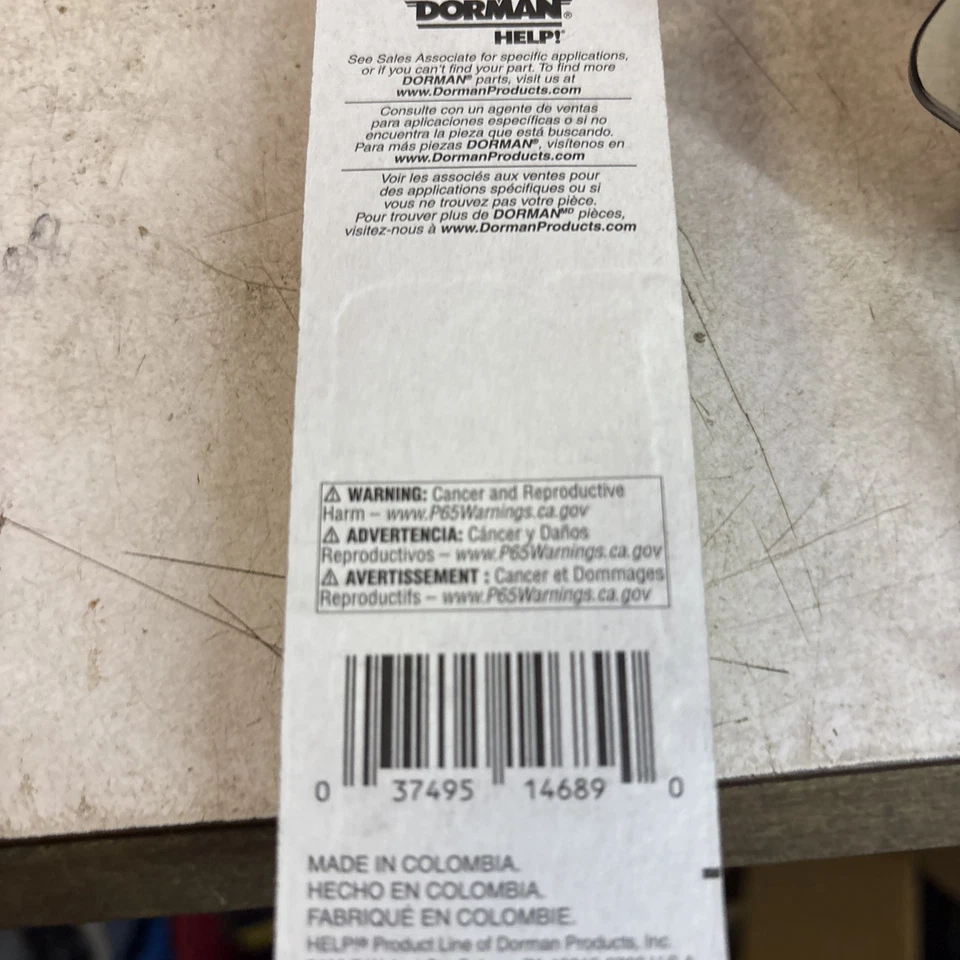 DORMAN®
HELP!®
See Sales Associate for specific applications,
or if you can't find your part. To find more
DORMAN® parts, visit us at
www.DormanProducts.com
Consulte con un agente de ventas
para aplicaciones específicas o si no
encuentra la pieza que está buscando.
Para más piezas DORMAN®, visítenos en
www.DormanProducts.com
Voir les associés aux ventes pour
des applications spécifiques ou si
vous ne trouvez pas votre pièce.
Pour trouver plus de DORMANᴹᴰ pièces,
visitez-nous à www.DormanProducts.com
⚠ WARNING: Cancer and Reproductive
Harm – www.P65Warnings.ca.gov
⚠ ADVERTENCIA: Cáncer y Daños
Reproductivos – www.P65Warnings.ca.gov
⚠ AVERTISSEMENT : Cancer et Dommages
Reproductifs – www.P65Warnings.ca.gov
0 37495 14689 0
MADE IN COLOMBIA.
HECHO EN COLOMBIA.
FABRIQUÉ EN COLOMBIE.
HELP!® Product Line of Dorman Products, Inc.